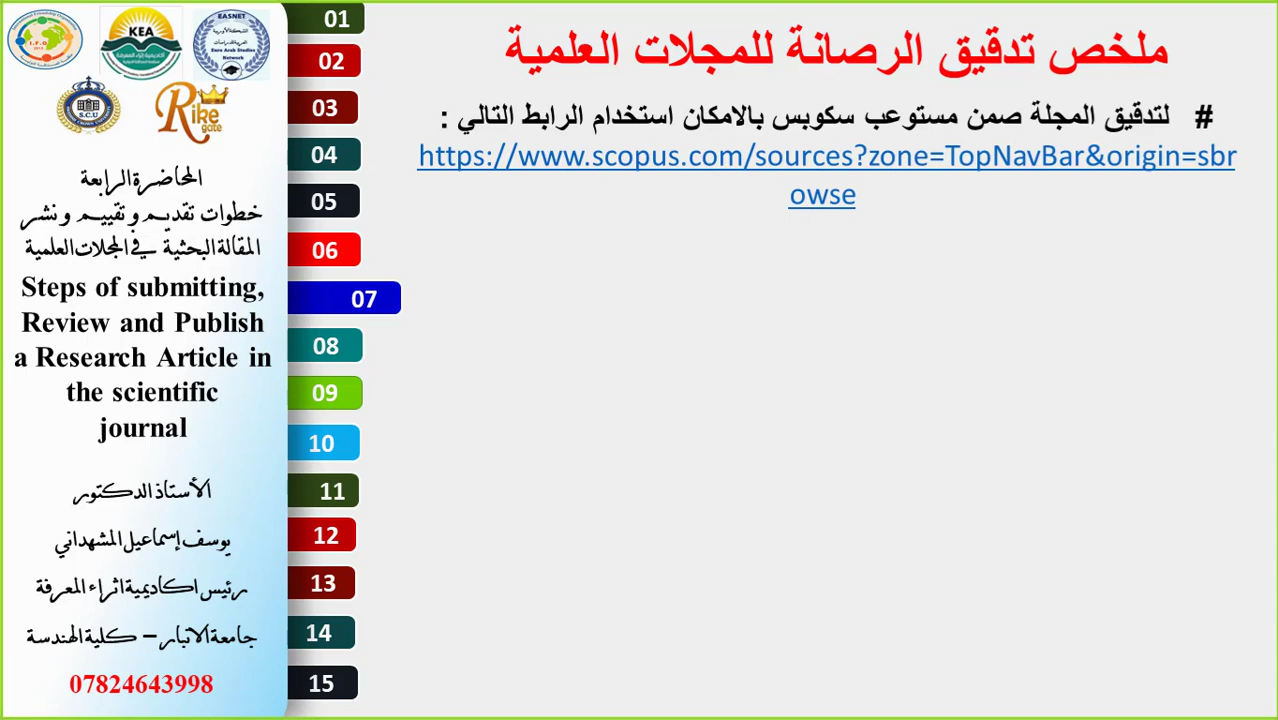 ملخص تدقيق الرصانة للمجلات العلمية
# لتدقيق المجلة صمن مستوعب سكوبس بالامكان استخدام الرابط التالي :
https://www.scopus.com/sources?zone=TopNavBar&origin=sbr
owse
I.F.O.
KEA
EASNET
Euro Arab Studies
Network
S.C.U
Rike
gate
المحاضرة الرابعة
خطوات تقديم وتقييم ونشر
المقالة البحثية في المجلات العلمية
Steps of submitting,
Review and Publish
a Research Article in
the scientific
journal
الأستاذ الدكتور
يوسف إسماعيل المشهداني
رئيس اكاديمية اثراء المعرفة
جامعة الانبار – كلية الهندسة
07824643998
01
02
03
04
05
06
07
08
09
10
11
12
13
14
15